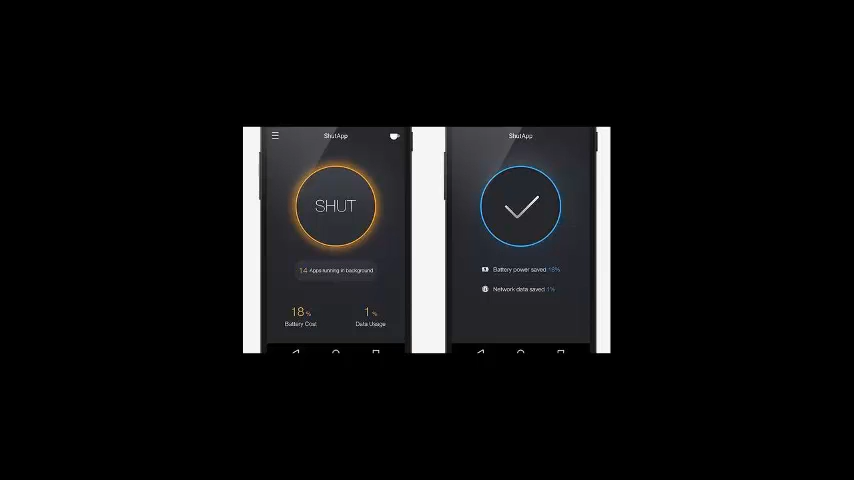 ShutApp
SHUT
14 Apps running in background
18 %
Battery Cost
1 %
Data Usage
ShutApp
Battery power saved 18%
Network data saved 1%